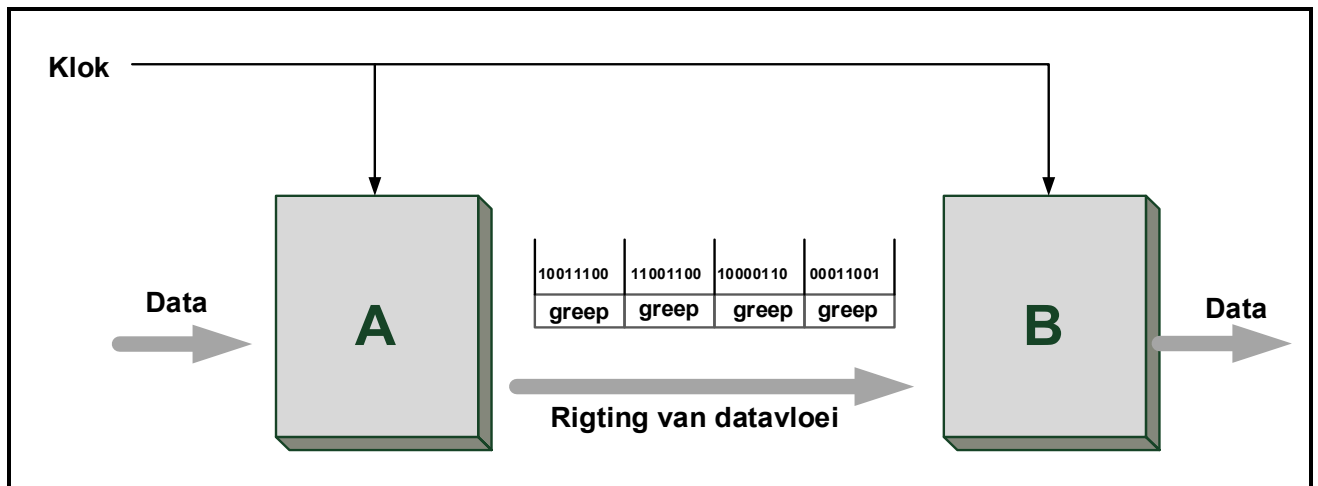 Klok
10011100 11001100 10000110 00011001
greep greep greep greep
Data
A
B
Data
Rigting van datavloei